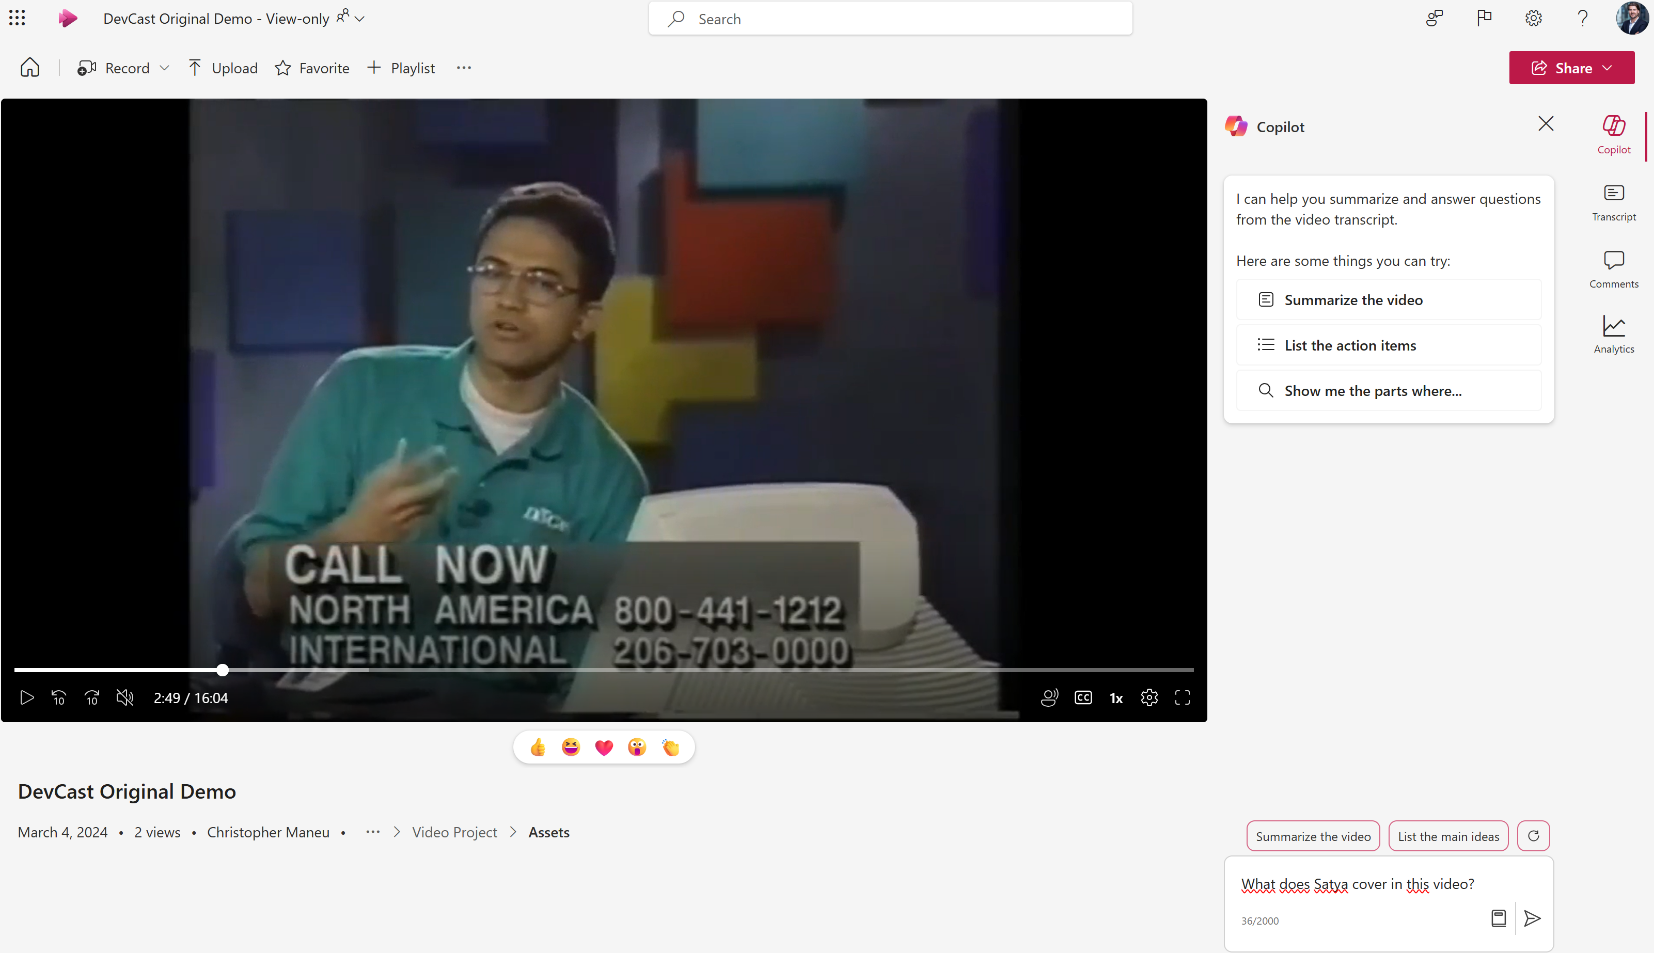 DevCast Original Demo - View-only
Search
Record
Upload
Favorite
Playlist
Share
CALL NOW
NORTH AMERICA 800-441-1212
INTERNATIONAL 206-703-0000
10
10
2:49 / 16:04
CC
1x
DevCast Original Demo
March 4, 2024 • 2 views • Christopher Maneu • ... > Video Project > Assets
Copilot
I can help you summarize and answer questions
from the video transcript.
Here are some things you can try:
Summarize the video
List the action items
Show me the parts where...
Summarize the video
List the main ideas
What does Satya cover in this video?
36/2000
Copilot
Transcript
Comments
Analytics